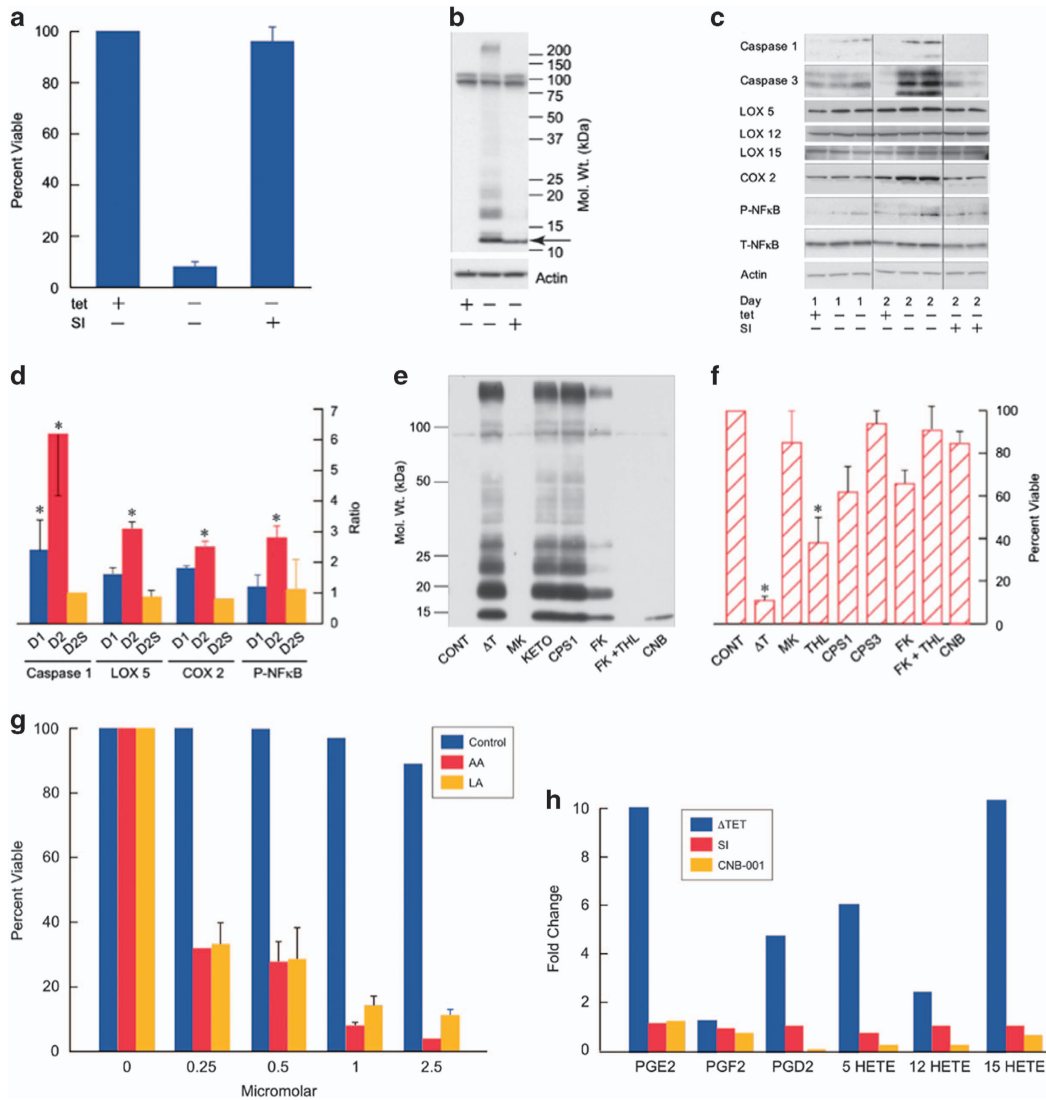 a
Percent Viable
100
80
60
40
20
0
tet + − −
SI − − +
b
200
150
100
75
50
37
25
20
15
10
Mol. Wt. (kDa)
Actin
+ − −
− − +
c
Caspase 1
Caspase 3
LOX 5
LOX 12
LOX 15
COX 2
P-NFκB
T-NFκB
Actin
Day 1 1 1 2 2 2 2 2
tet + − − + − − − −
SI − − − − − − + +
d
* * * * *
7
6
5
4
3
2
1
0
Ratio
D1 D2 D2S D1 D2 D2S D1 D2 D2S D1 D2 D2S
Caspase 1 LOX 5 COX 2 P-NFκB
e
Mol. Wt. (kDa)
100
50
25
20
15
CONT ΔT MK KETO CPS1 FK FK +THL CNB
f
* *
100
80
60
40
20
0
Percent Viable
CONT ΔT MK THL CPS1 CPS3 FK FK + THL CNB
g
Percent Viable
100
80
60
40
20
0
Control
AA
LA
0 0.25 0.5 1 2.5
Micromolar
h
Fold Change
10
8
6
4
2
0
ΔTET
SI
CNB-001
PGE2 PGF2 PGD2 5 HETE 12 HETE 15 HETE